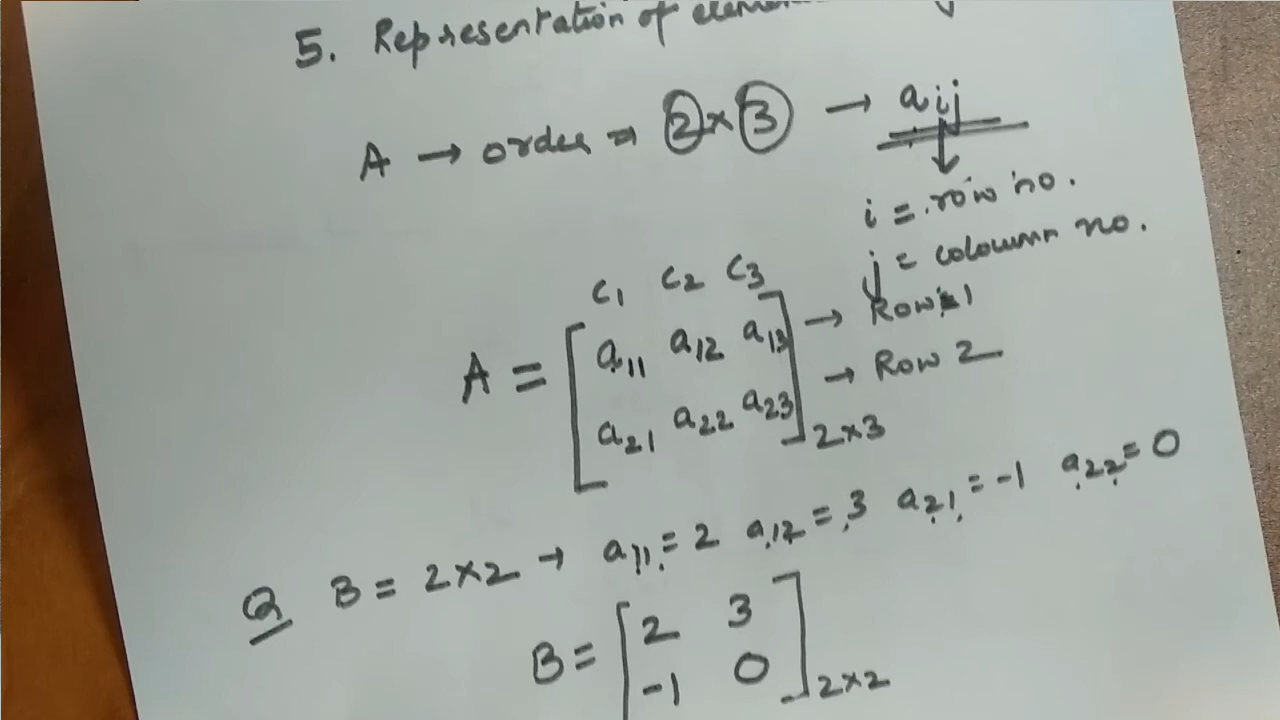 5. Representation of
A → order ⇒ 2×3 → aij
i = row no.
j = coloumn no.
C1 C2 C3
A = [ a11 a12 a13 → Row 1
a21 a22 a23 ] 2×3 → Row 2
Q B = 2×2 → a11 = 2 a12 = 3 a21 = -1 a22 = 0
B = [ 2 3
-1 0 ] 2×2